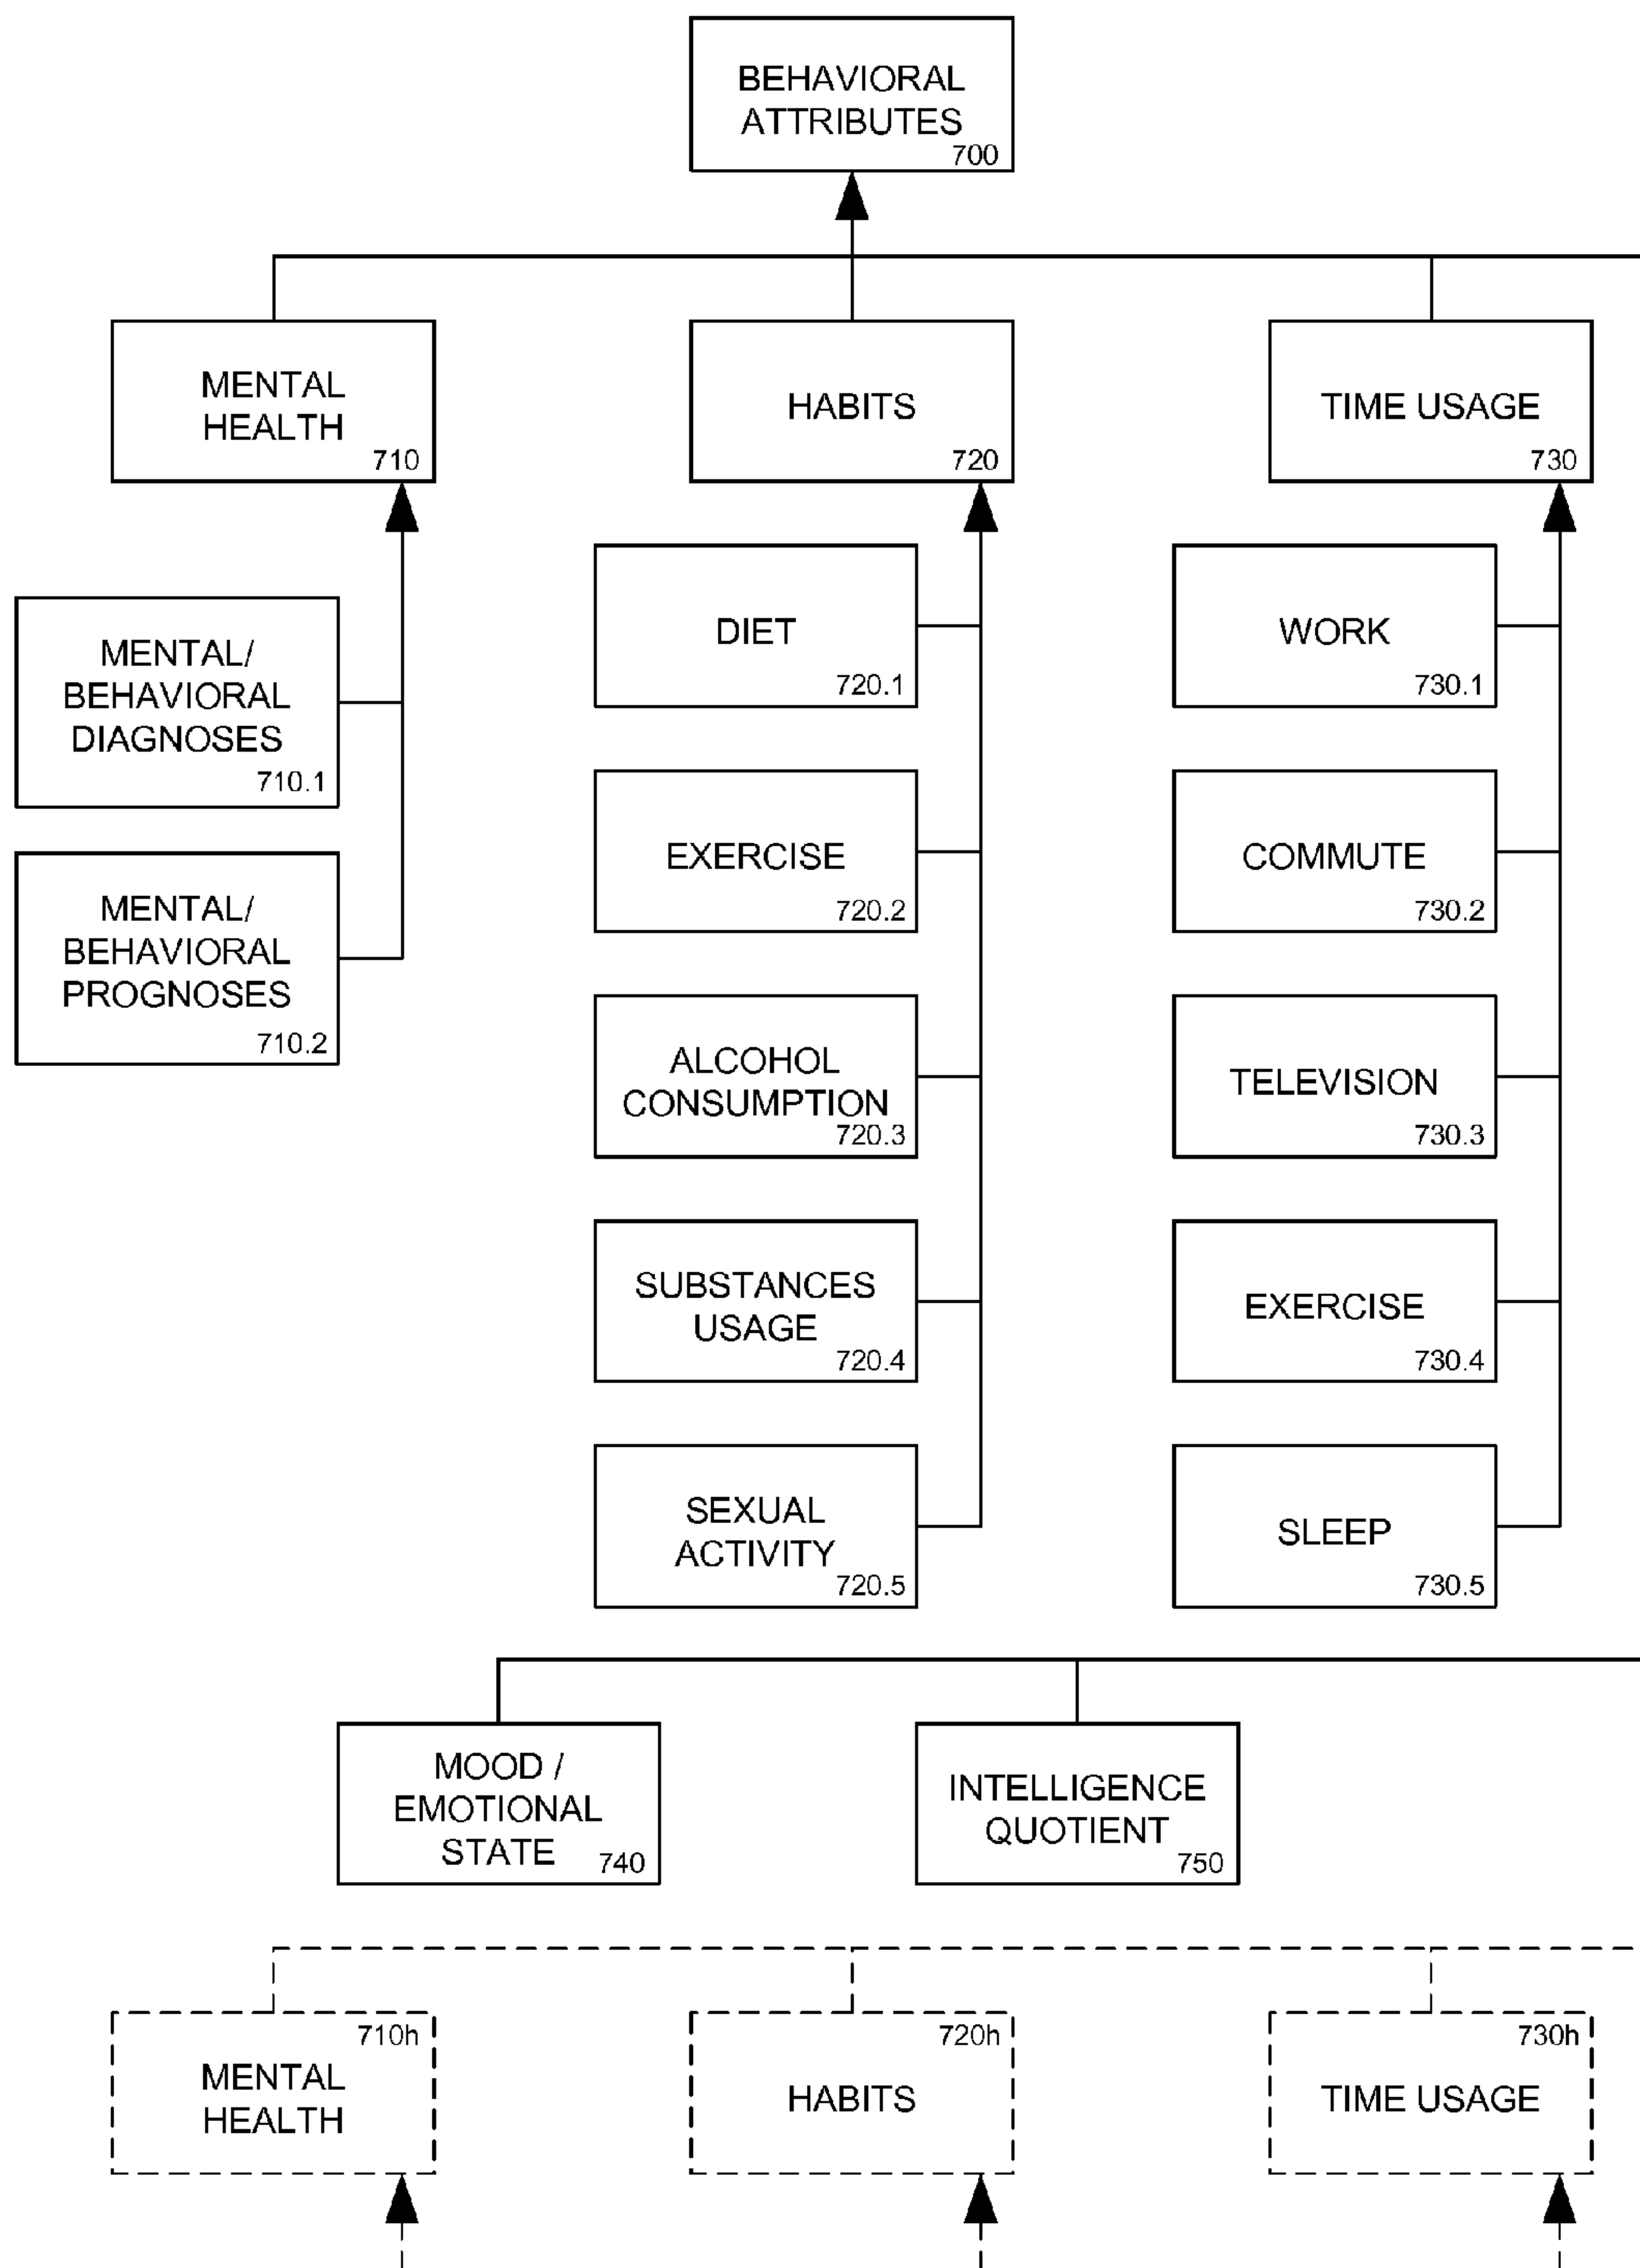 BEHAVIORAL
ATTRIBUTES
700
MENTAL
HEALTH
710
HABITS
720
TIME USAGE
730
MENTAL/
BEHAVIORAL
DIAGNOSES
710.1
MENTAL/
BEHAVIORAL
PROGNOSES
710.2
DIET
720.1
EXERCISE
720.2
ALCOHOL
CONSUMPTION
720.3
SUBSTANCES
USAGE
720.4
SEXUAL
ACTIVITY
720.5
WORK
730.1
COMMUTE
730.2
TELEVISION
730.3
EXERCISE
730.4
SLEEP
730.5
MOOD /
EMOTIONAL
STATE
740
INTELLIGENCE
QUOTIENT
750
710h
MENTAL
HEALTH
720h
HABITS
730h
TIME USAGE